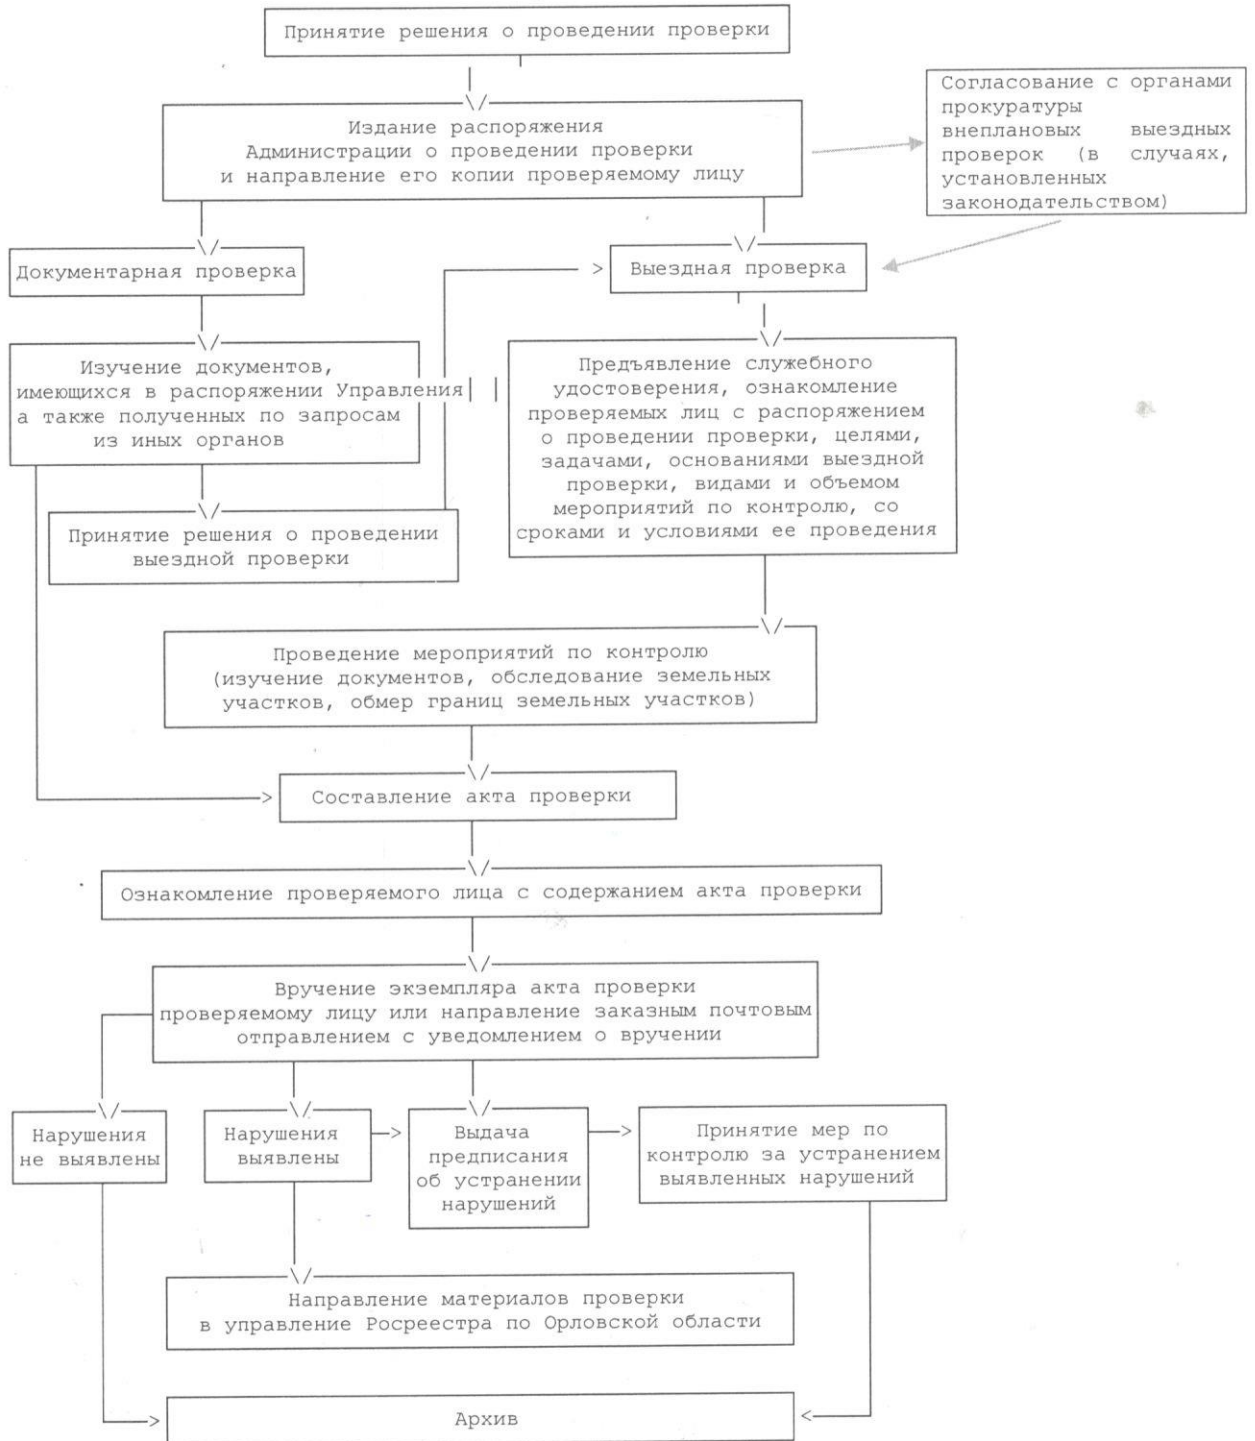 Принятие решения о проведении проверки
Издание распоряжения
Администрации о проведении проверки
и направление его копии проверяемому лицу
Согласование с органами
прокуратуры
внеплановых выездных
проверок (в случаях,
установленных
законодательством)
Документарная проверка
Выездная проверка
Изучение документов,
имеющихся в распоряжении Управления
а также полученных по запросам
из иных органов
Предъявление служебного
удостоверения, ознакомление
проверяемых лиц с распоряжением
о проведении проверки, целями,
задачами, основаниями выездной
проверки, видами и объемом
мероприятий по контролю, со
сроками и условиями ее проведения
Принятие решения о проведении
выездной проверки
Проведение мероприятий по контролю
(изучение документов, обследование земельных
участков, обмер границ земельных участков)
Составление акта проверки
Ознакомление проверяемого лица с содержанием акта проверки
Вручение экземпляра акта проверки
проверяемому лицу или направление заказным почтовым
отправлением с уведомлением о вручении
Нарушения
не выявлены
Нарушения
выявлены
Выдача
предписания
об устранении
нарушений
Принятие мер по
контролю за устранением
выявленных нарушений
Направление материалов проверки
в управление Росреестра по Орловской области
Архив